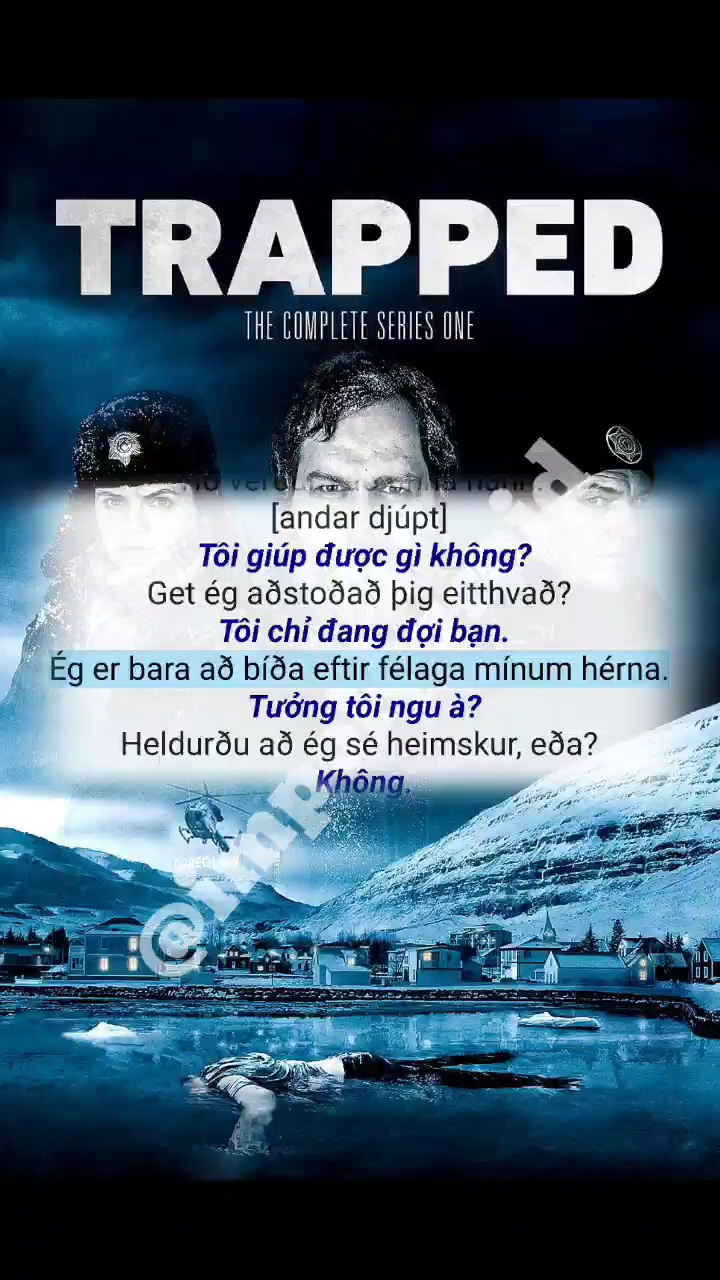 TRAPPED
THE COMPLETE SERIES ONE
[andar djúpt]
Tôi giúp được gì không?
Get ég aðstoðað þig eitthvað?
Tôi chỉ đang đợi bạn.
Ég er bara að bíða eftir félaga mínum hérna.
Tưởng tôi ngu à?
Heldurðu að ég sé heimskur, eða?
Không.